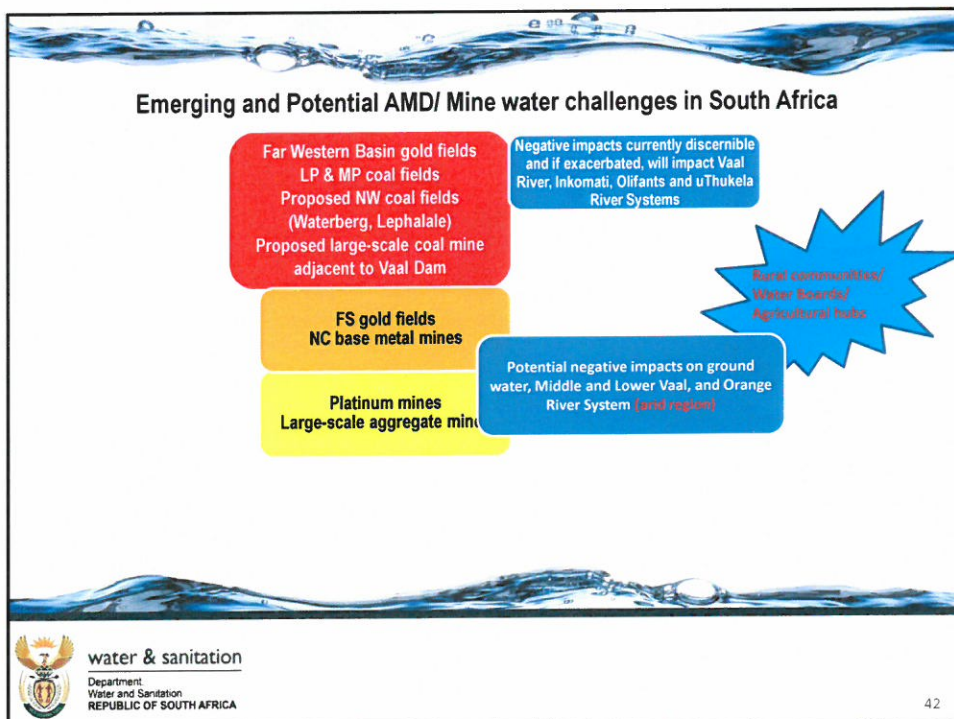 Emerging and Potential AMD/ Mine water challenges in South Africa
Far Western Basin gold fields
LP & MP coal fields
Proposed NW coal fields
(Waterberg, Lephalale)
Proposed large-scale coal mine
adjacent to Vaal Dam
Negative impacts currently discernible
and if exacerbated, will impact Vaal
River, Inkomati, Olifants and uThukela
River Systems
Rural communities/
Water Boards/
Agricultural hubs
FS gold fields
NC base metal mines
Potential negative impacts on ground
water, Middle and Lower Vaal, and Orange
River System (arid region)
Platinum mines
Large-scale aggregate mine
water & sanitation
Department:
Water and Sanitation
REPUBLIC OF SOUTH AFRICA
42